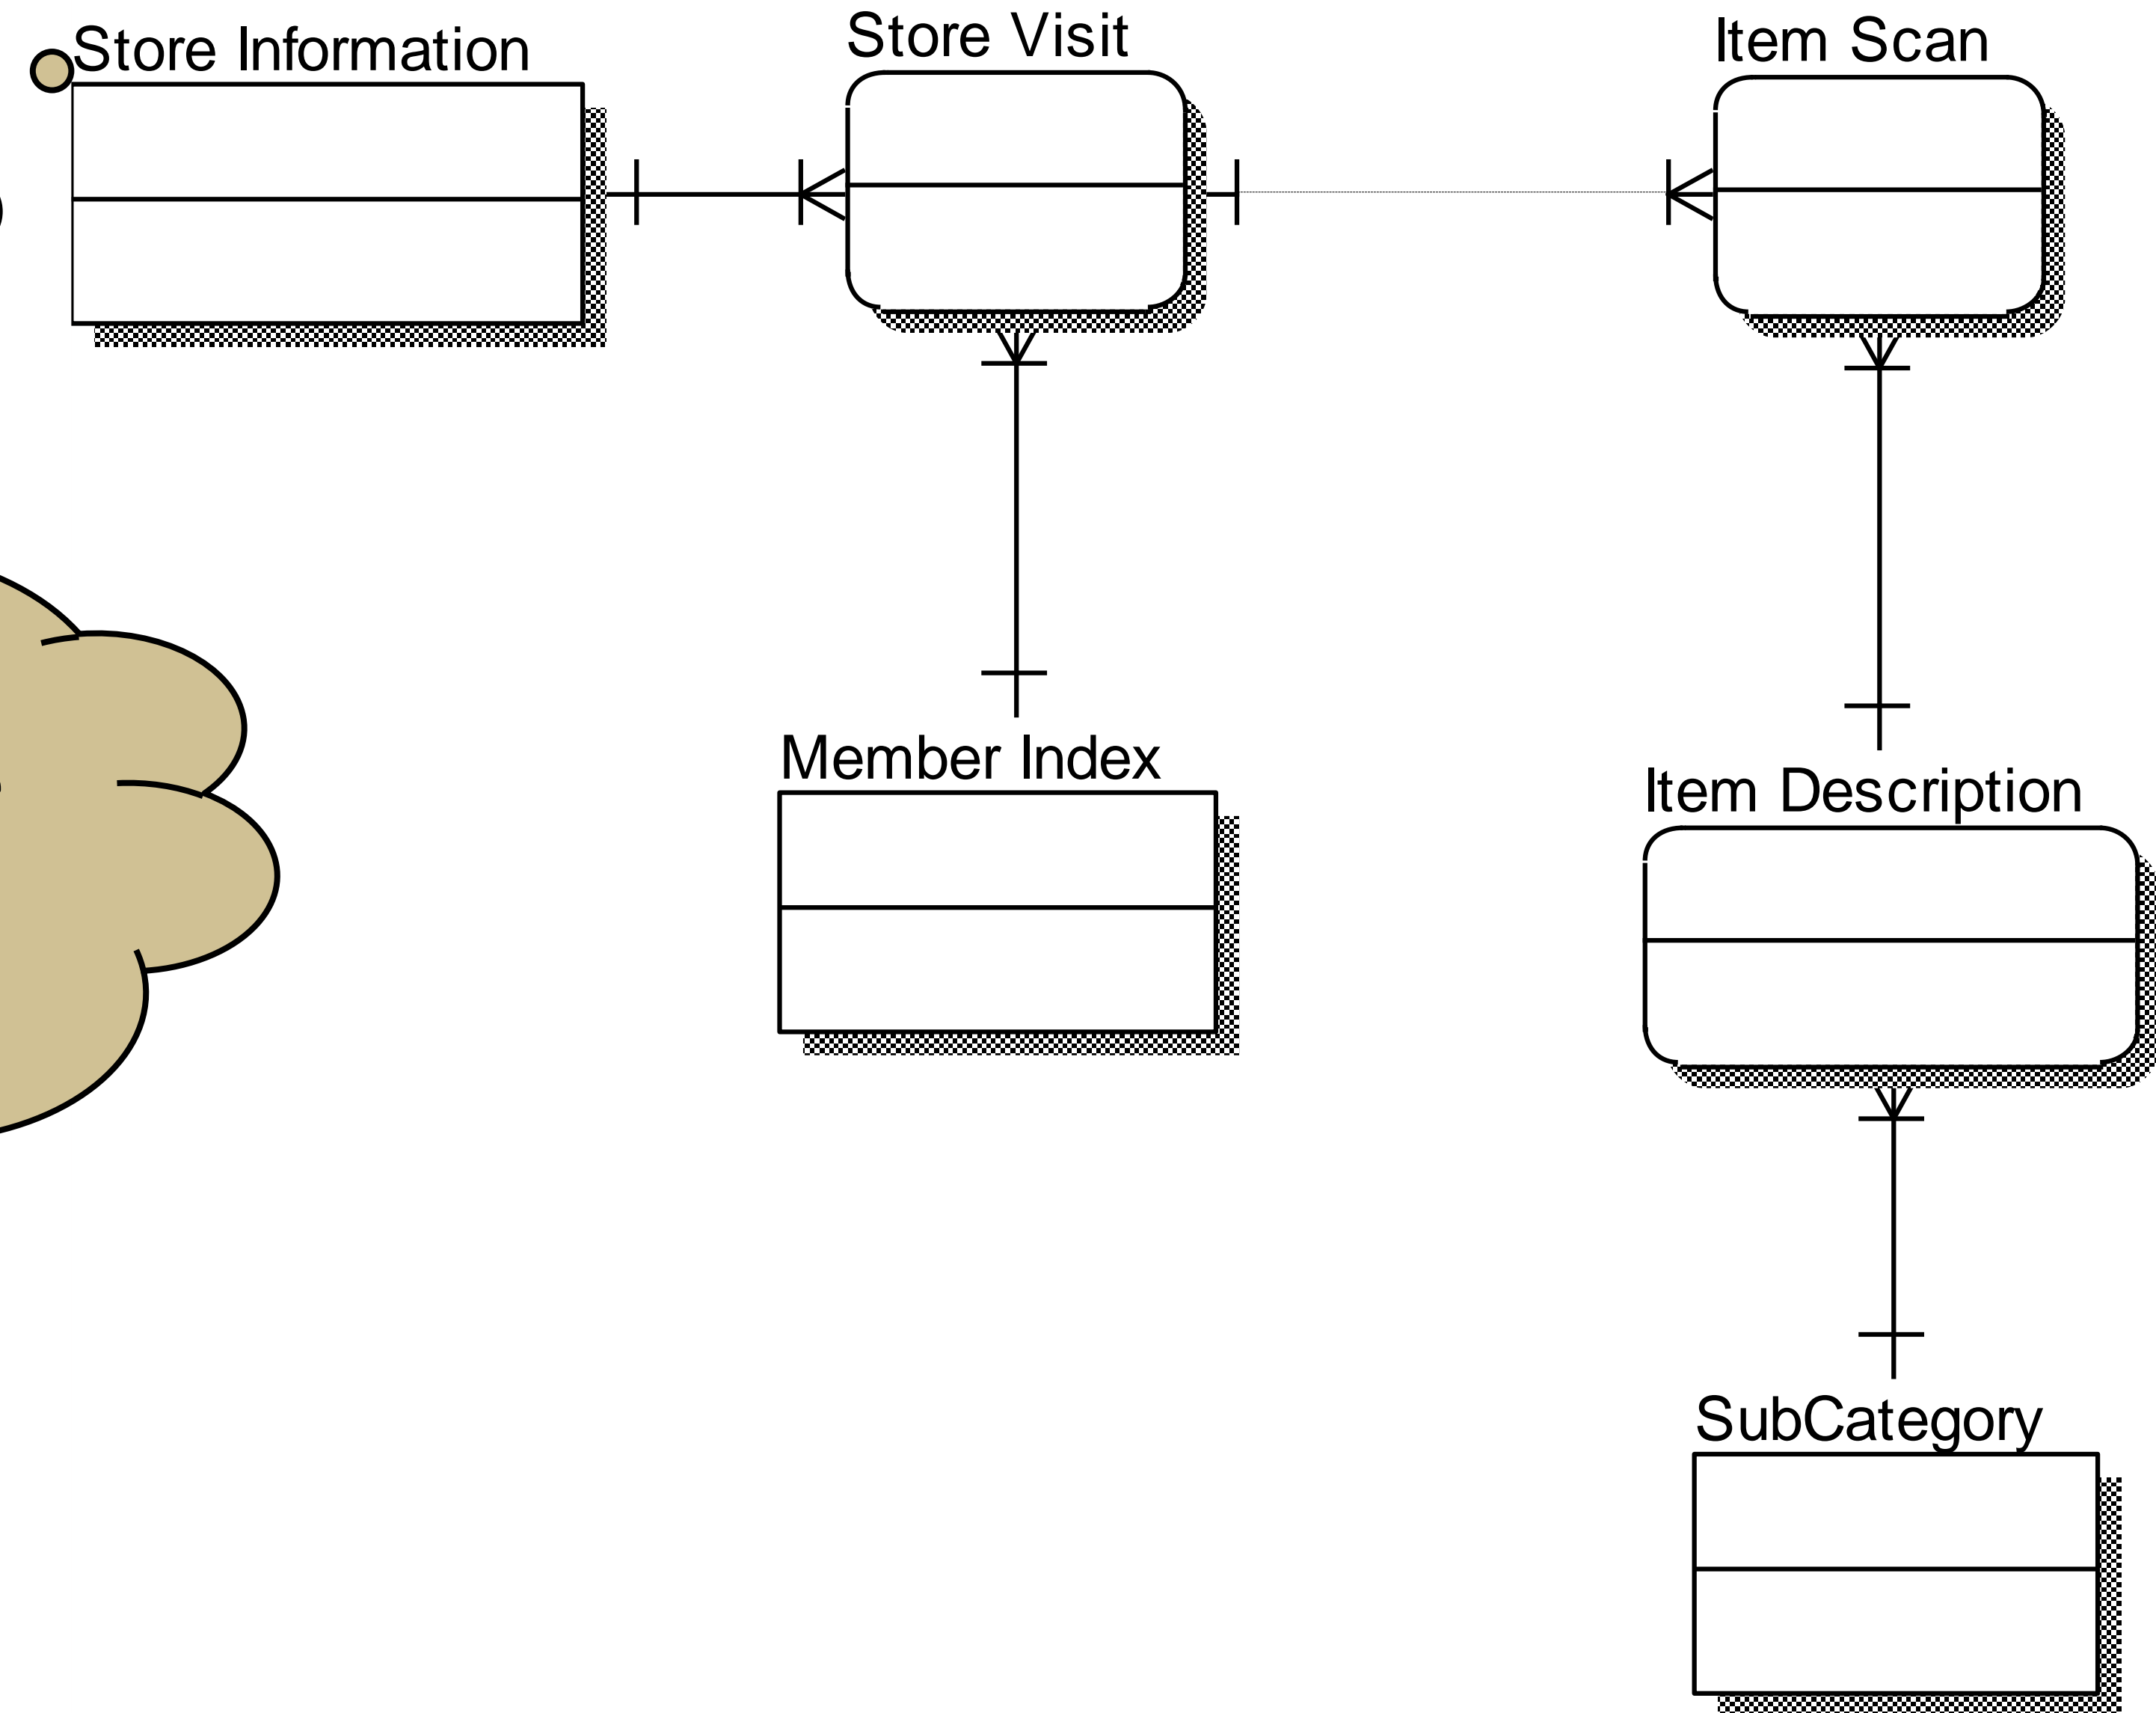 Store Information
Store Visit
Item Scan
Member Index
Item Description
SubCategory